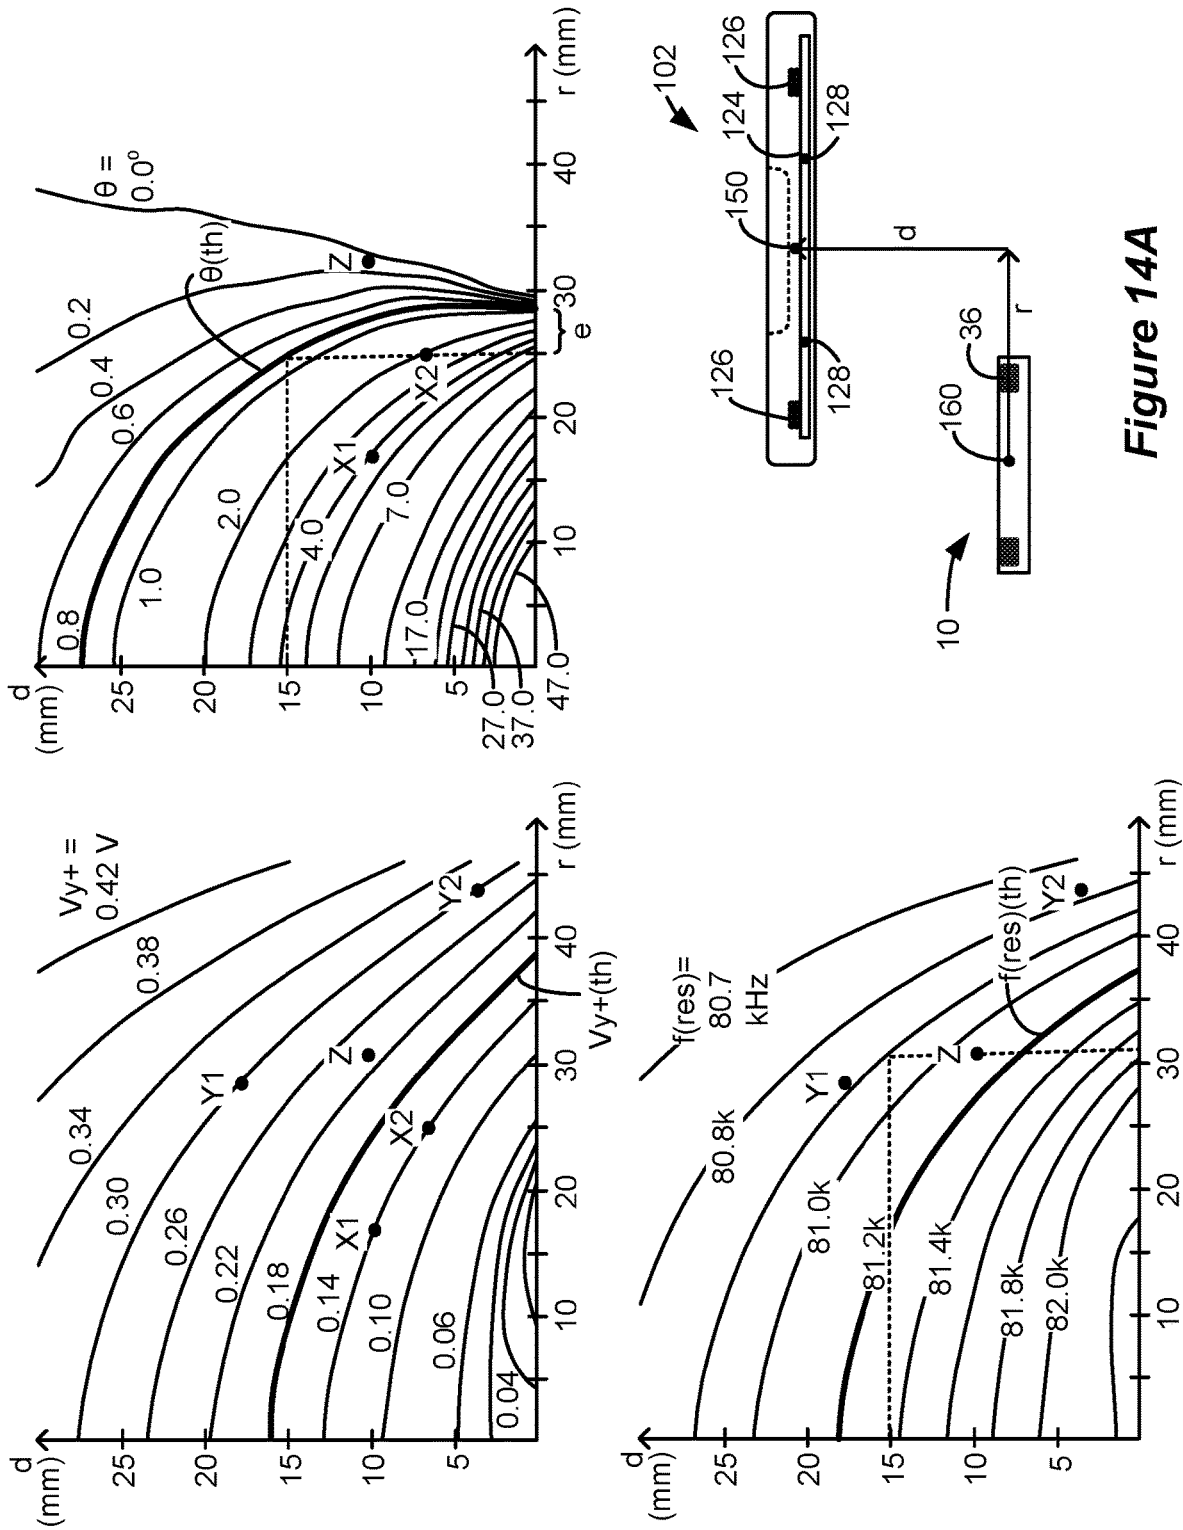 d
(mm)
Vy+ =
0.42 V
0.38
0.34
0.30
0.26
0.22
0.18
0.14
0.10
0.06
0.04
Y1
Z
Y2
X1
X2
25
20
15
10
5
10
20
30
40
r (mm)
Vy+(th)
d
(mm)
θ =
0.0°
0.2
0.4
0.6
0.8
1.0
2.0
4.0
7.0
17.0
27.0
37.0
47.0
θ(th)
Z
X1
X2
25
20
15
10
5
10
20
30
40
e
r (mm)
d
(mm)
f(res)=
80.7
kHz
80.8k
81.0k
81.2k
81.4k
81.8k
82.0k
f(res)(th)
Y1
Z
Y2
25
20
15
10
5
10
20
30
40
r (mm)
102
126
150
124
126
128
128
d
r
10
160
36
Figure 14A